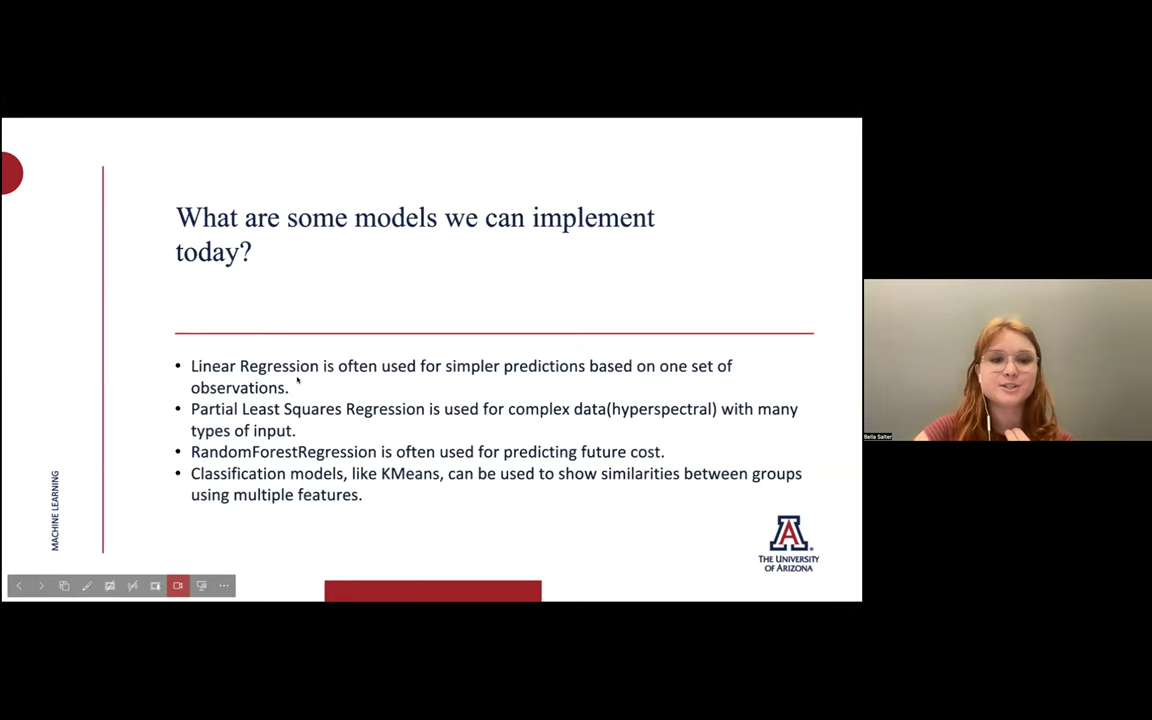 What are some models we can implement
today?
• Linear Regression is often used for simpler predictions based on one set of
observations.
• Partial Least Squares Regression is used for complex data(hyperspectral) with many
types of input.
• RandomForestRegression is often used for predicting future cost.
• Classification models, like KMeans, can be used to show similarities between groups
using multiple features.
MACHINE LEARNING
A
THE UNIVERSITY
OF ARIZONA
Bella Salter